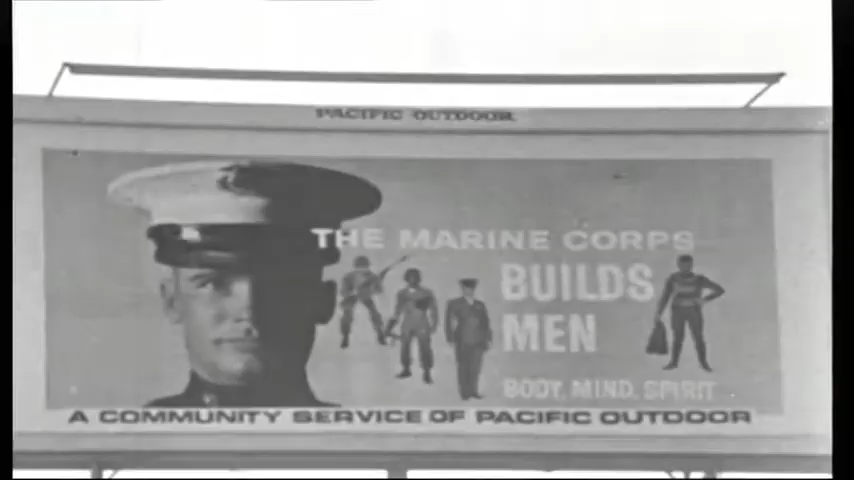 PACIFIC OUTDOOR
THE MARINE CORPS
BUILDS
MEN
BODY. MIND. SPIRIT
A COMMUNITY SERVICE OF PACIFIC OUTDOOR